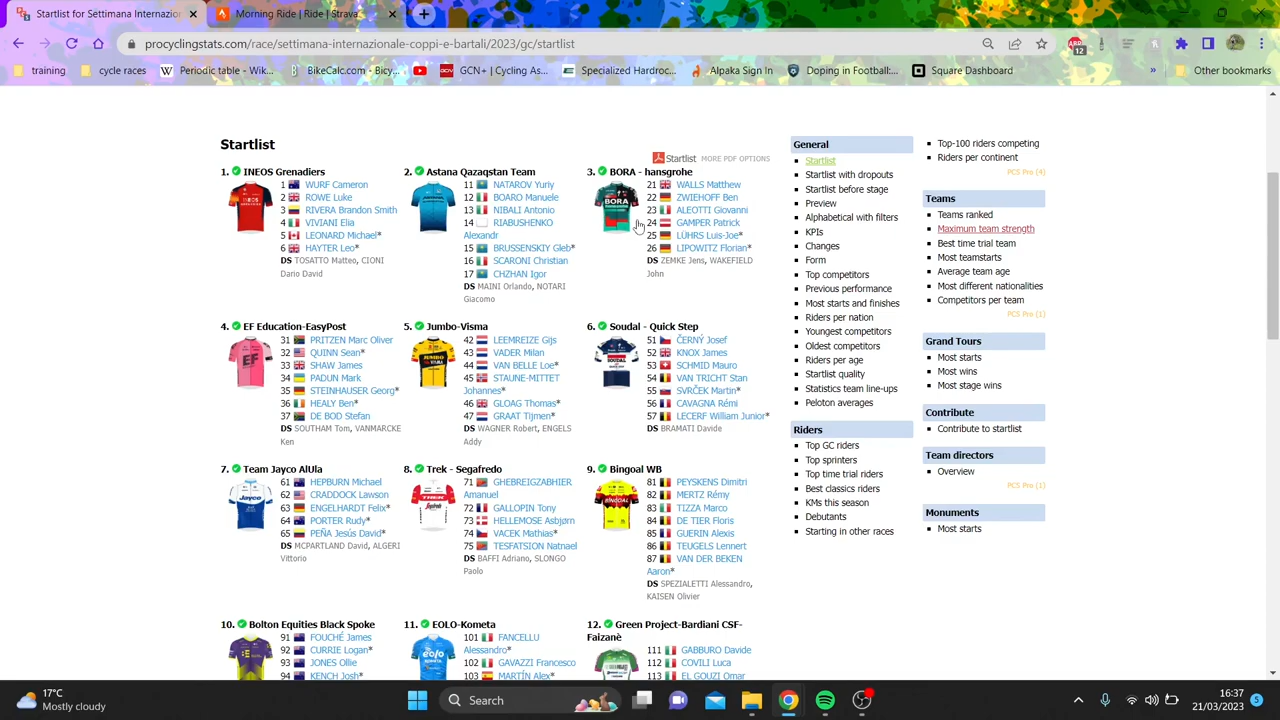 Startlist for Settimana Internazion
Morning Ride | Ride | Strava
procyclingstats.com/race/settimana-internazionale-coppi-e-bartali/2023/gc/startlist
12
training
cycle races
Periodic table - Wik...
BikeCalc.com - Bicy...
GCN+ | Cycling As...
Specialized Hardroc...
Alpaka Sign In
Doping in Football:...
Square Dashboard
»
Other bookmarks
Startlist
Startlist MORE PDF OPTIONS
1. INEOS Grenadiers
1 WURF Cameron
2 ROWE Luke
3 RIVERA Brandon Smith
4 VIVIANI Elia
5 LEONARD Michael*
6 HAYTER Leo*
DS TOSATTO Matteo, CIONI
Dario David
2. Astana Qazaqstan Team
11 NATAROV Yuriy
12 BOARO Manuele
13 NIBALI Antonio
14 RIABUSHENKO
Alexandr
15 BRUSSENSKIY Gleb*
16 SCARONI Christian
17 CHZHAN Igor
DS MAINI Orlando, NOTARI
Giacomo
3. BORA - hansgrohe
21 WALLS Matthew
22 ZWIEHOFF Ben
23 ALEOTTI Giovanni
24 GAMPER Patrick
25 LÜHRS Luis-Joe*
26 LIPOWITZ Florian*
DS ZEMKE Jens, WAKEFIELD
John
4. EF Education-EasyPost
31 PRITZEN Marc Oliver
32 QUINN Sean*
33 SHAW James
34 PADUN Mark
35 STEINHAUSER Georg*
36 HEALY Ben*
37 DE BOD Stefan
DS SOUTHAM Tom, VANMARCKE
Ken
5. Jumbo-Visma
42 LEEMREIZE Gijs
43 VADER Milan
44 VAN BELLE Loe*
45 STAUNE-MITTET
Johannes*
46 GLOAG Thomas*
47 GRAAT Tijmen*
DS WAGNER Robert, ENGELS
Addy
6. Soudal - Quick Step
51 ČERNÝ Josef
52 KNOX James
53 SCHMID Mauro
54 VAN TRICHT Stan
55 SVRČEK Martin*
56 CAVAGNA Rémi
57 LECERF William Junior*
DS BRAMATI Davide
7. Team Jayco AlUla
61 HEPBURN Michael
62 CRADDOCK Lawson
63 ENGELHARDT Felix*
64 PORTER Rudy*
65 PEÑA Jesús David*
DS MCPARTLAND David, ALGERI
Vittorio
8. Trek - Segafredo
71 GHEBREIGZABHIER
Amanuel
72 GALLOPIN Tony
73 HELLEMOSE Asbjørn
74 VACEK Mathias*
75 TESFATSION Natnael
DS BAFFI Adriano, SLONGO
Paolo
9. Bingoal WB
81 PEYSKENS Dimitri
82 MERTZ Rémy
83 TIZZA Marco
84 DE TIER Floris
85 GUERIN Alexis
86 TEUGELS Lennert
87 VAN DER BEKEN
Aaron*
DS SPEZIALETTI Alessandro,
KAISEN Olivier
10. Bolton Equities Black Spoke
91 FOUCHÉ James
92 CURRIE Logan*
93 JONES Ollie
94 KENCH Josh*
11. EOLO-Kometa
101 FANCELLU
Alessandro*
102 GAVAZZI Francesco
103 MARTÍN Alex*
12. Green Project-Bardiani CSF-
Faizanè
111 GABBURO Davide
112 COVILI Luca
113 EL GOUZI Omar
General
Startlist
Startlist with dropouts
Startlist before stage
Preview
Alphabetical with filters
KPIs
Changes
Form
Top competitors
Previous performance
Most starts and finishes
Riders per nation
Youngest competitors
Oldest competitors
Riders per age
Startlist quality
Statistics team line-ups
Peloton averages
Riders
Top GC riders
Top sprinters
Top time trial riders
Best classics riders
KMs this season
Debutants
Starting in other races
Top-100 riders competing
Riders per continent
PCS Pro (4)
Teams
Teams ranked
Maximum team strength
Best time trial team
Most teamstarts
Average team age
Most different nationalities
Competitors per team
PCS Pro (1)
Grand Tours
Most starts
Most wins
Most stage wins
Contribute
Contribute to startlist
Team directors
Overview
PCS Pro (1)
Monuments
Most starts
17°C
Mostly cloudy
Search
16:37
21/03/2023
5